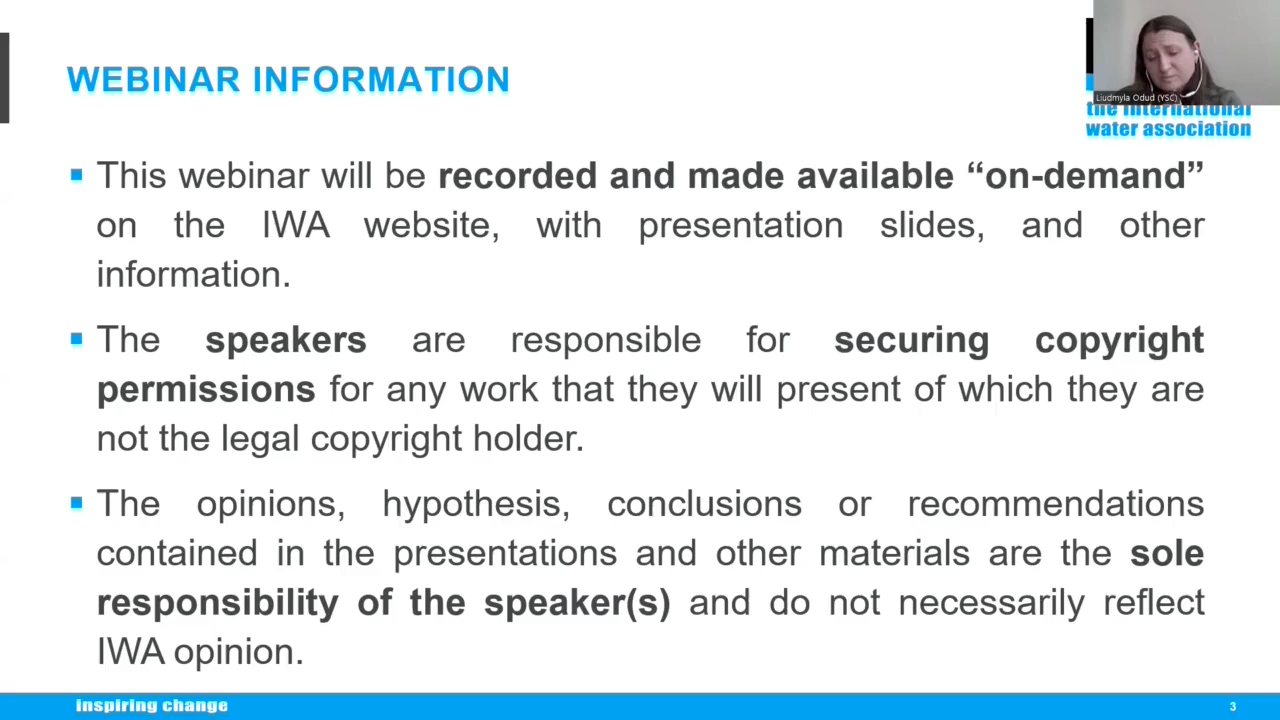 WEBINAR INFORMATION
Liudmyla Odud (YSC)
the international
water association
▪ This webinar will be recorded and made available “on-demand”
on the IWA website, with presentation slides, and other
information.
▪ The speakers are responsible for securing copyright
permissions for any work that they will present of which they are
not the legal copyright holder.
▪ The opinions, hypothesis, conclusions or recommendations
contained in the presentations and other materials are the sole
responsibility of the speaker(s) and do not necessarily reflect
IWA opinion.
inspiring change
3